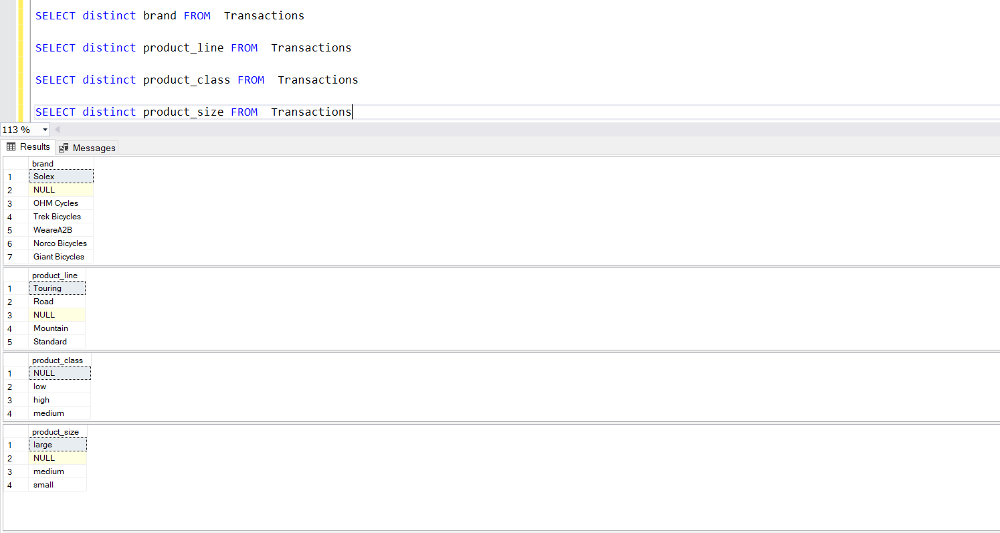 SELECT distinct brand FROM  Transactions
SELECT distinct product_line FROM  Transactions
SELECT distinct product_class FROM  Transactions
SELECT distinct product_size FROM  Transactions
113 %
Results Messages
brand
1 Solex
2 NULL
3 OHM Cycles
4 Trek Bicycles
5 WeareA2B
6 Norco Bicycles
7 Giant Bicycles
product_line
1 Touring
2 Road
3 NULL
4 Mountain
5 Standard
product_class
1 NULL
2 low
3 high
4 medium
product_size
1 large
2 NULL
3 medium
4 small